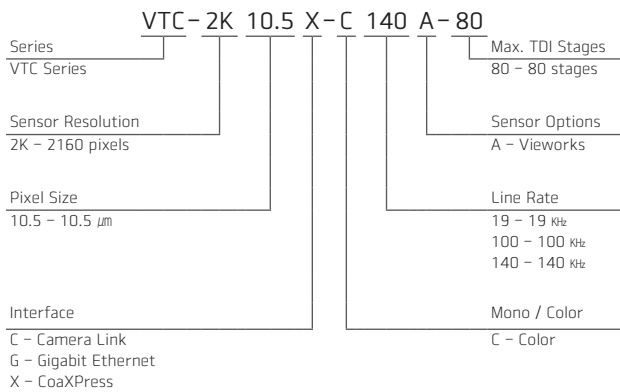 VTC-2K 10.5 X-C 140 A-80
Series
VTC Series
Sensor Resolution
2K - 2160 pixels
Pixel Size
10.5 - 10.5 ㎛
Interface
C - Camera Link
G - Gigabit Ethernet
X - CoaXPress
Max. TDI Stages
80 - 80 stages
Sensor Options
A - Vieworks
Line Rate
19 - 19 ㎑
100 - 100 ㎑
140 - 140 ㎑
Mono / Color
C - Color